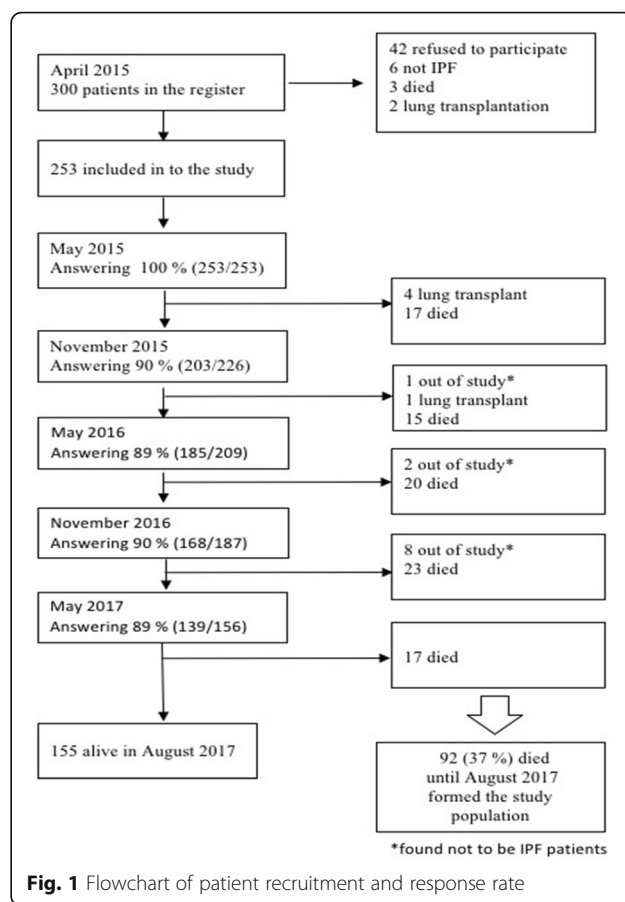 April 2015
300 patients in the register
42 refused to participate
6 not IPF
3 died
2 lung transplantation
253 included in to the study
May 2015
Answering 100 % (253/253)
4 lung transplant
17 died
November 2015
Answering 90 % (203/226)
1 out of study*
1 lung transplant
15 died
May 2016
Answering 89 % (185/209)
2 out of study*
20 died
November 2016
Answering 90 % (168/187)
8 out of study*
23 died
May 2017
Answering 89 % (139/156)
17 died
155 alive in August 2017
92 (37 %) died
until August 2017
formed the study
population
*found not to be IPF patients
Fig. 1 Flowchart of patient recruitment and response rate